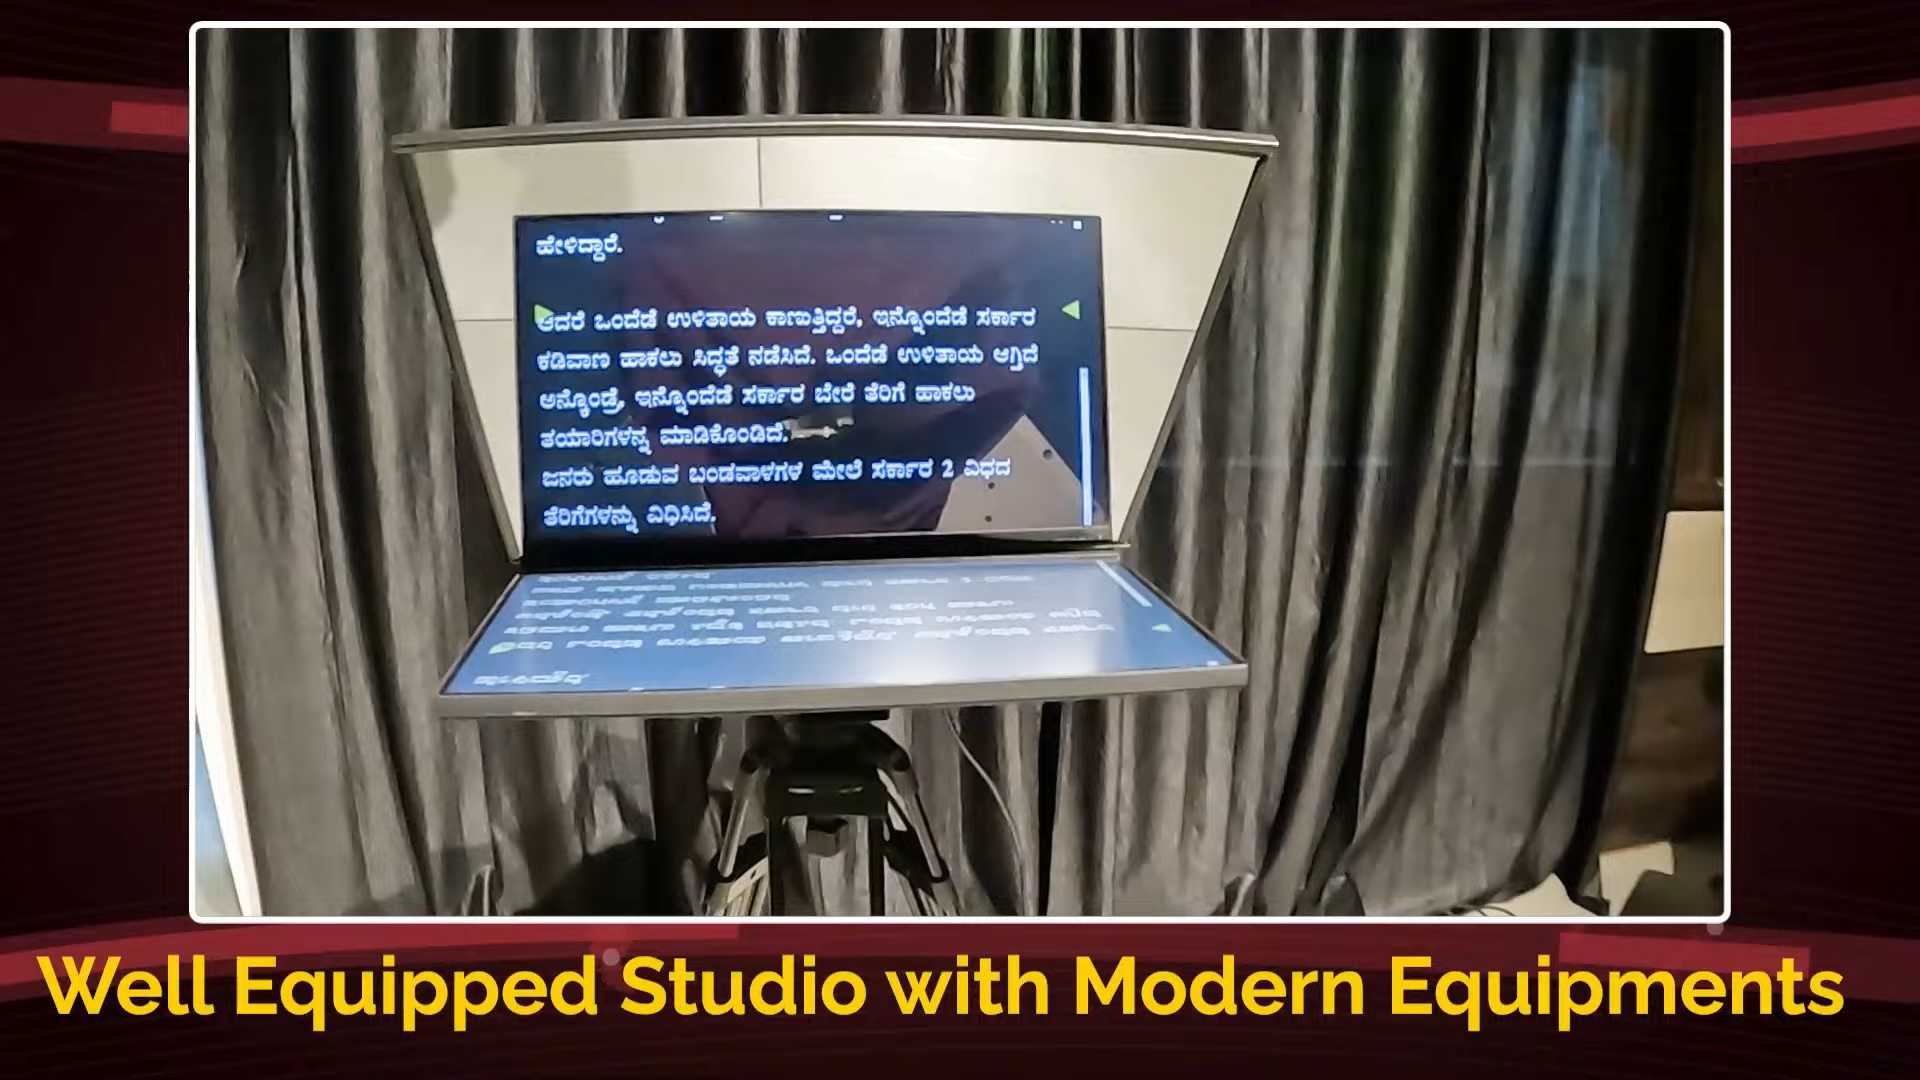 ಹೇಳಿದ್ದಾರೆ.
ಆದರೆ ಒಂದೆಡೆ ಉಳಿತಾಯ ಕಾಣುತ್ತಿದ್ದರೆ, ಇನ್ನೊಂದೆಡೆ ಸರ್ಕಾರ
ಕಡಿವಾಣ ಹಾಕಲು ಸಿದ್ಧತೆ ನಡೆಸಿದೆ. ಒಂದೆಡೆ ಉಳಿತಾಯ ಆಗ್ತಿದೆ
ಅನ್ಕೊಂಡ್ರೆ, ಇನ್ನೊಂದೆಡೆ ಸರ್ಕಾರ ಬೇರೆ ತೆರಿಗೆ ಹಾಕಲು
ತಯಾರಿಗಳನ್ನ ಮಾಡಿಕೊಂಡಿದೆ.
ಜನರು ಹೂಡುವ ಬಂಡವಾಳಗಳ ಮೇಲೆ ಸರ್ಕಾರ 2 ವಿಧದ
ತೆರಿಗೆಗಳನ್ನು ವಿಧಿಸಿದೆ.
Well Equipped Studio with Modern Equipments